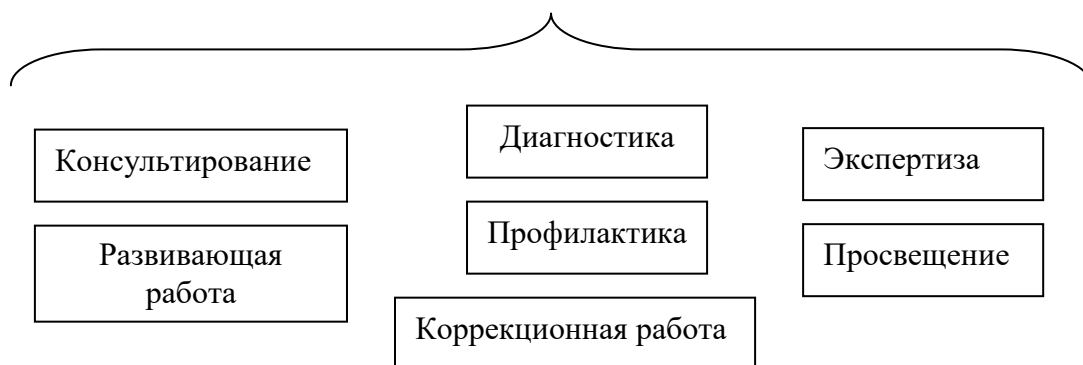 Диагностика
Консультирование
Экспертиза
Профилактика
Развивающая
работа
Просвещение
Коррекционная работа